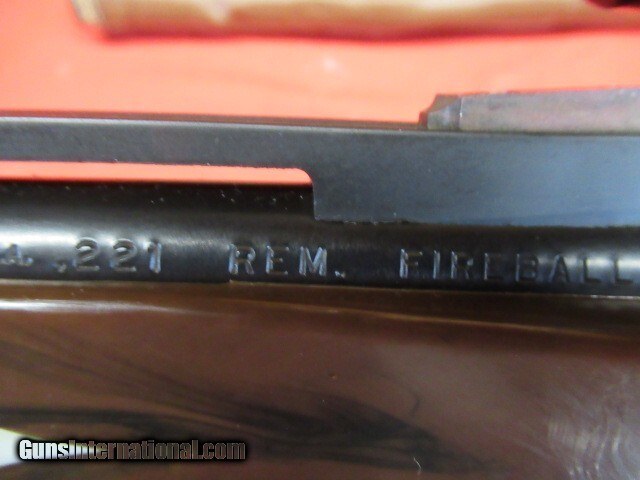 .221 REM. FIREBALL
GunsInternational.com